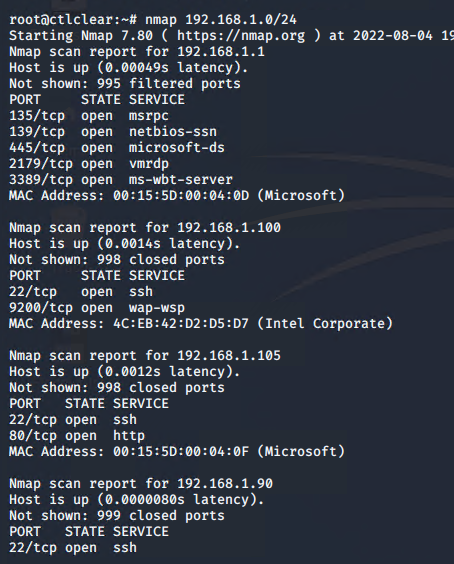 root@ctlclear:~# nmap 192.168.1.0/24
Starting Nmap 7.80 ( https://nmap.org ) at 2022-08-04 19
Nmap scan report for 192.168.1.1
Host is up (0.00049s latency).
Not shown: 995 filtered ports
PORT     STATE SERVICE
135/tcp  open  msrpc
139/tcp  open  netbios-ssn
445/tcp  open  microsoft-ds
2179/tcp open  vmrdp
3389/tcp open  ms-wbt-server
MAC Address: 00:15:5D:00:04:0D (Microsoft)

Nmap scan report for 192.168.1.100
Host is up (0.0014s latency).
Not shown: 998 closed ports
PORT     STATE SERVICE
22/tcp   open  ssh
9200/tcp open  wap-wsp
MAC Address: 4C:EB:42:D2:D5:D7 (Intel Corporate)

Nmap scan report for 192.168.1.105
Host is up (0.0012s latency).
Not shown: 998 closed ports
PORT   STATE SERVICE
22/tcp open  ssh
80/tcp open  http
MAC Address: 00:15:5D:00:04:0F (Microsoft)

Nmap scan report for 192.168.1.90
Host is up (0.0000080s latency).
Not shown: 999 closed ports
PORT   STATE SERVICE
22/tcp open  ssh